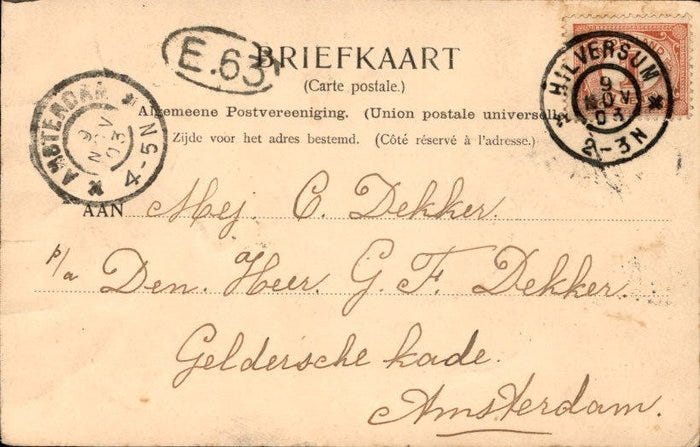 E.63
BRIEFKAART
(Carte postale.)
Algemeene Postvereeniging. (Union postale universelle
Zijde voor het adres bestemd. (Côté réservé à l'adresse.)
HILVERSUM
9
NOV
03
2-3N
AMSTERDAM
9
NOV
03
4-5N
AAN Mej. C. Dekker.
p/a Den. Heer. G. F. Dekker.
Geldersche kade.
Amsterdam.